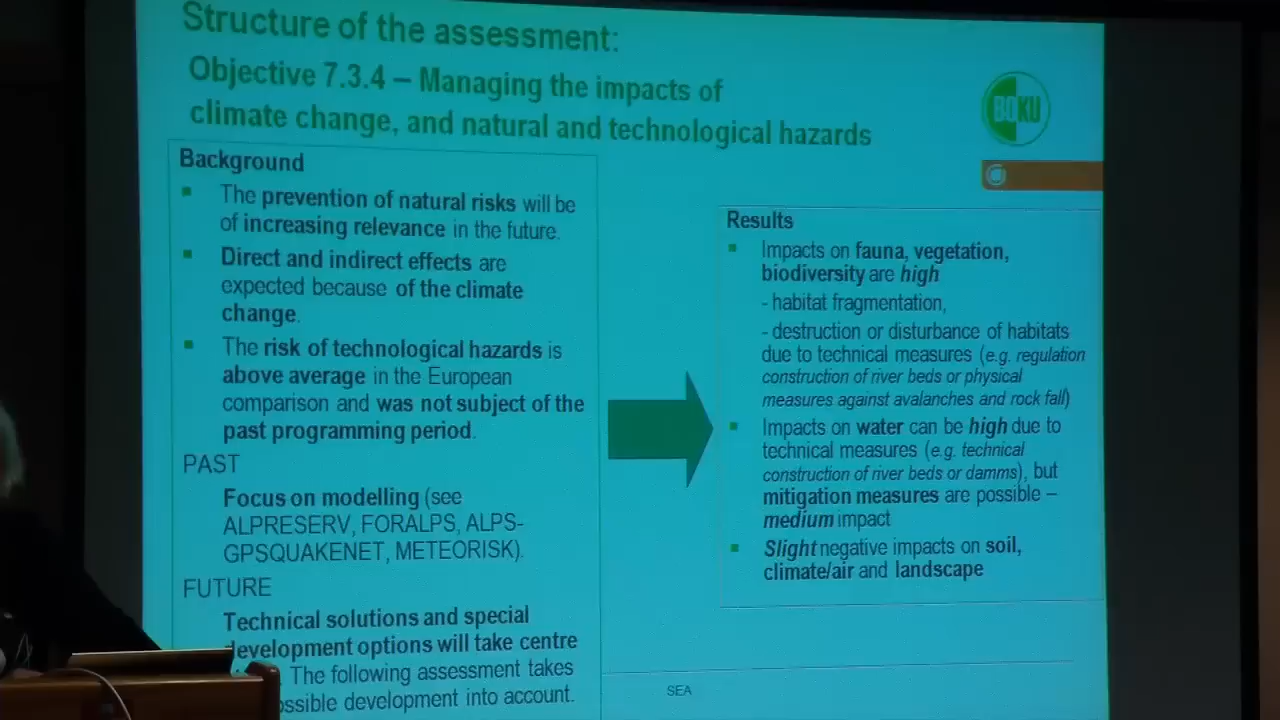 Structure of the assessment:
Objective 7.3.4 – Managing the impacts of
climate change, and natural and technological hazards
BOKU
Background
The prevention of natural risks will be
of increasing relevance in the future.
Direct and indirect effects are
expected because of the climate
change.
The risk of technological hazards is
above average in the European
comparison and was not subject of the
past programming period.
PAST
Focus on modelling (see
ALPRESERV, FORALPS, ALPS-
GPSQUAKENET, METEORISK).
FUTURE
Technical solutions and special
development options will take centre
The following assessment takes
ossible development into account.
Results
Impacts on fauna, vegetation,
biodiversity are high
- habitat fragmentation,
- destruction or disturbance of habitats
due to technical measures (e.g. regulation
construction of river beds or physical
measures against avalanches and rock fall)
Impacts on water can be high due to
technical measures (e.g. technical
construction of river beds or damms), but
mitigation measures are possible –
medium impact
Slight negative impacts on soil,
climate/air and landscape
SEA